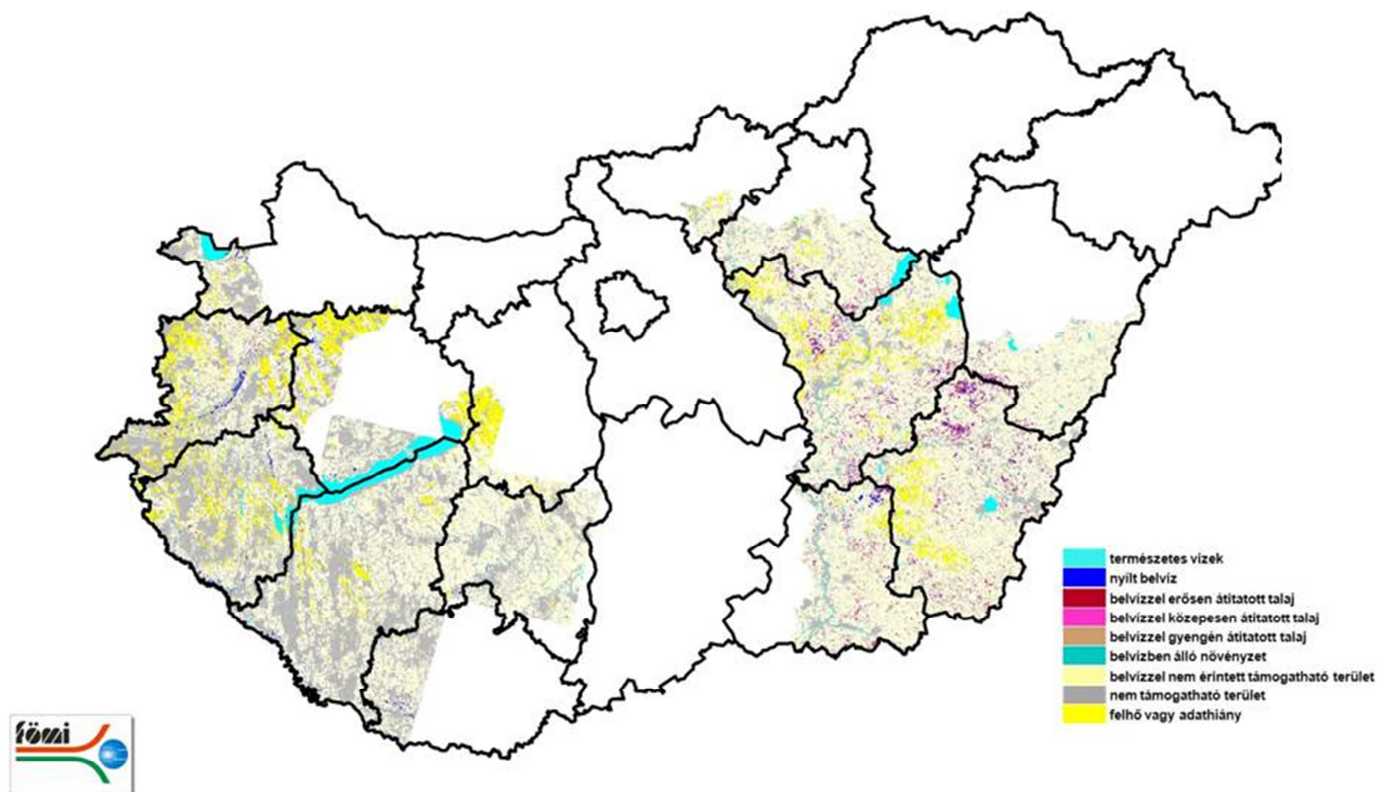 természetes vizek
nyílt belvíz
belvízzel erősen átitatott talaj
belvízzel közepesen átitatott talaj
belvízzel gyengén átitatott talaj
belvízben álló növényzet
belvízzel nem érintett támogatható terület
nem támogatható terület
felhő vagy adathiány
fömi